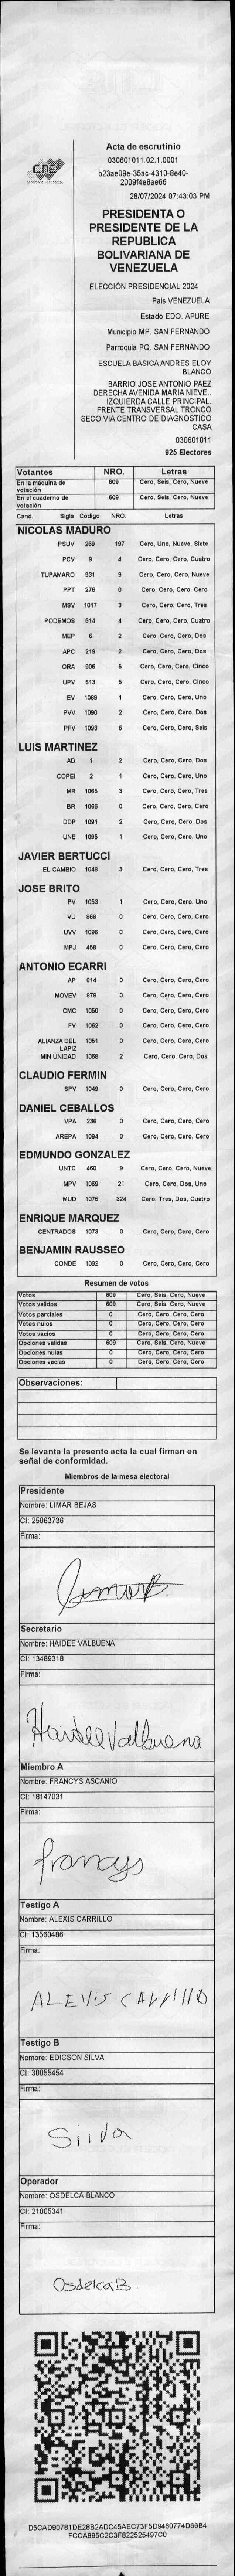 CNE
Acta de escrutinio
030601011.02.1.0001
b23ae09e-35ac-4310-8e40-
2009f4e8ae66
28/07/2024 07:43:03 PM
PRESIDENTA O
PRESIDENTE DE LA
REPUBLICA
BOLIVARIANA DE
VENEZUELA
ELECCIÓN PRESIDENCIAL 2024
País VENEZUELA
Estado EDO. APURE
Municipio MP. SAN FERNANDO
Parroquia PQ. SAN FERNANDO
ESCUELA BASICA ANDRES ELOY
BLANCO
BARRIO JOSE ANTONIO PAEZ
DERECHA AVENIDA MARIA NIEVE..
IZQUIERDA CALLE PRINCIPAL.
FRENTE TRANSVERSAL TRONCO
SECO VIA CENTRO DE DIAGNOSTICO
CASA
030601011
925 Electores
Votantes NRO. Letras
En la máquina de votación 609 Cero, Seis, Cero, Nueve
En el cuaderno de votación 609 Cero, Seis, Cero, Nueve
Cand. Sigla Código NRO. Letras
NICOLAS MADURO
PSUV 269 197 Cero, Uno, Nueve, Siete
PCV 9 4 Cero, Cero, Cero, Cuatro
TUPAMARO 931 9 Cero, Cero, Cero, Nueve
PPT 276 0 Cero, Cero, Cero, Cero
MSV 1017 3 Cero, Cero, Cero, Tres
PODEMOS 514 4 Cero, Cero, Cero, Cuatro
MEP 6 2 Cero, Cero, Cero, Dos
APC 219 2 Cero, Cero, Cero, Dos
ORA 906 5 Cero, Cero, Cero, Cinco
UPV 513 5 Cero, Cero, Cero, Cinco
EV 1089 1 Cero, Cero, Cero, Uno
PVV 1090 2 Cero, Cero, Cero, Dos
PFV 1093 6 Cero, Cero, Cero, Seis
LUIS MARTINEZ
AD 1 2 Cero, Cero, Cero, Dos
COPEI 2 1 Cero, Cero, Cero, Uno
MR 1065 3 Cero, Cero, Cero, Tres
BR 1066 0 Cero, Cero, Cero, Cero
DDP 1091 2 Cero, Cero, Cero, Dos
UNE 1095 1 Cero, Cero, Cero, Uno
JAVIER BERTUCCI
EL CAMBIO 1048 3 Cero, Cero, Cero, Tres
JOSE BRITO
PV 1053 1 Cero, Cero, Cero, Uno
VU 868 0 Cero, Cero, Cero, Cero
UVV 1096 0 Cero, Cero, Cero, Cero
MPJ 458 0 Cero, Cero, Cero, Cero
ANTONIO ECARRI
AP 814 0 Cero, Cero, Cero, Cero
MOVEV 878 0 Cero, Cero, Cero, Cero
CMC 1050 0 Cero, Cero, Cero, Cero
FV 1062 0 Cero, Cero, Cero, Cero
ALIANZA DEL LAPIZ 1051 0 Cero, Cero, Cero, Cero
MIN UNIDAD 1068 2 Cero, Cero, Cero, Dos
CLAUDIO FERMIN
SPV 1049 0 Cero, Cero, Cero, Cero
DANIEL CEBALLOS
VPA 236 0 Cero, Cero, Cero, Cero
AREPA 1094 0 Cero, Cero, Cero, Cero
EDMUNDO GONZALEZ
UNTC 460 9 Cero, Cero, Cero, Nueve
MPV 1069 21 Cero, Cero, Dos, Uno
MUD 1075 324 Cero, Tres, Dos, Cuatro
ENRIQUE MARQUEZ
CENTRADOS 1073 0 Cero, Cero, Cero, Cero
BENJAMIN RAUSSEO
CONDE 1092 0 Cero, Cero, Cero, Cero
Resumen de votos
Votos 609 Cero, Seis, Cero, Nueve
Votos validos 609 Cero, Seis, Cero, Nueve
Votos parciales 0 Cero, Cero, Cero, Cero
Votos nulos 0 Cero, Cero, Cero, Cero
Votos vacios 0 Cero, Cero, Cero, Cero
Opciones validas 609 Cero, Seis, Cero, Nueve
Opciones nulas 0 Cero, Cero, Cero, Cero
Opciones vacias 0 Cero, Cero, Cero, Cero
Observaciones:
Se levanta la presente acta la cual firman en
señal de conformidad.
Miembros de la mesa electoral
Presidente
Nombre: LIMAR BEJAS
CI: 25063736
Firma:
Secretario
Nombre: HAIDEE VALBUENA
CI: 13489318
Firma:
Haidee Valbuena
Miembro A
Nombre: FRANCYS ASCANIO
CI: 18147031
Firma:
francys
Testigo A
Nombre: ALEXIS CARRILLO
CI: 13560486
Firma:
ALEXIS CARRILLO
Testigo B
Nombre: EDICSON SILVA
CI: 30055454
Firma:
Silva
Operador
Nombre: OSDELCA BLANCO
CI: 21005341
Firma:
Osdelca B.
D5CAD90781DE28B2ADC45AEC73F5D9460774D66B4
FCCA895C2C3F822525497C0